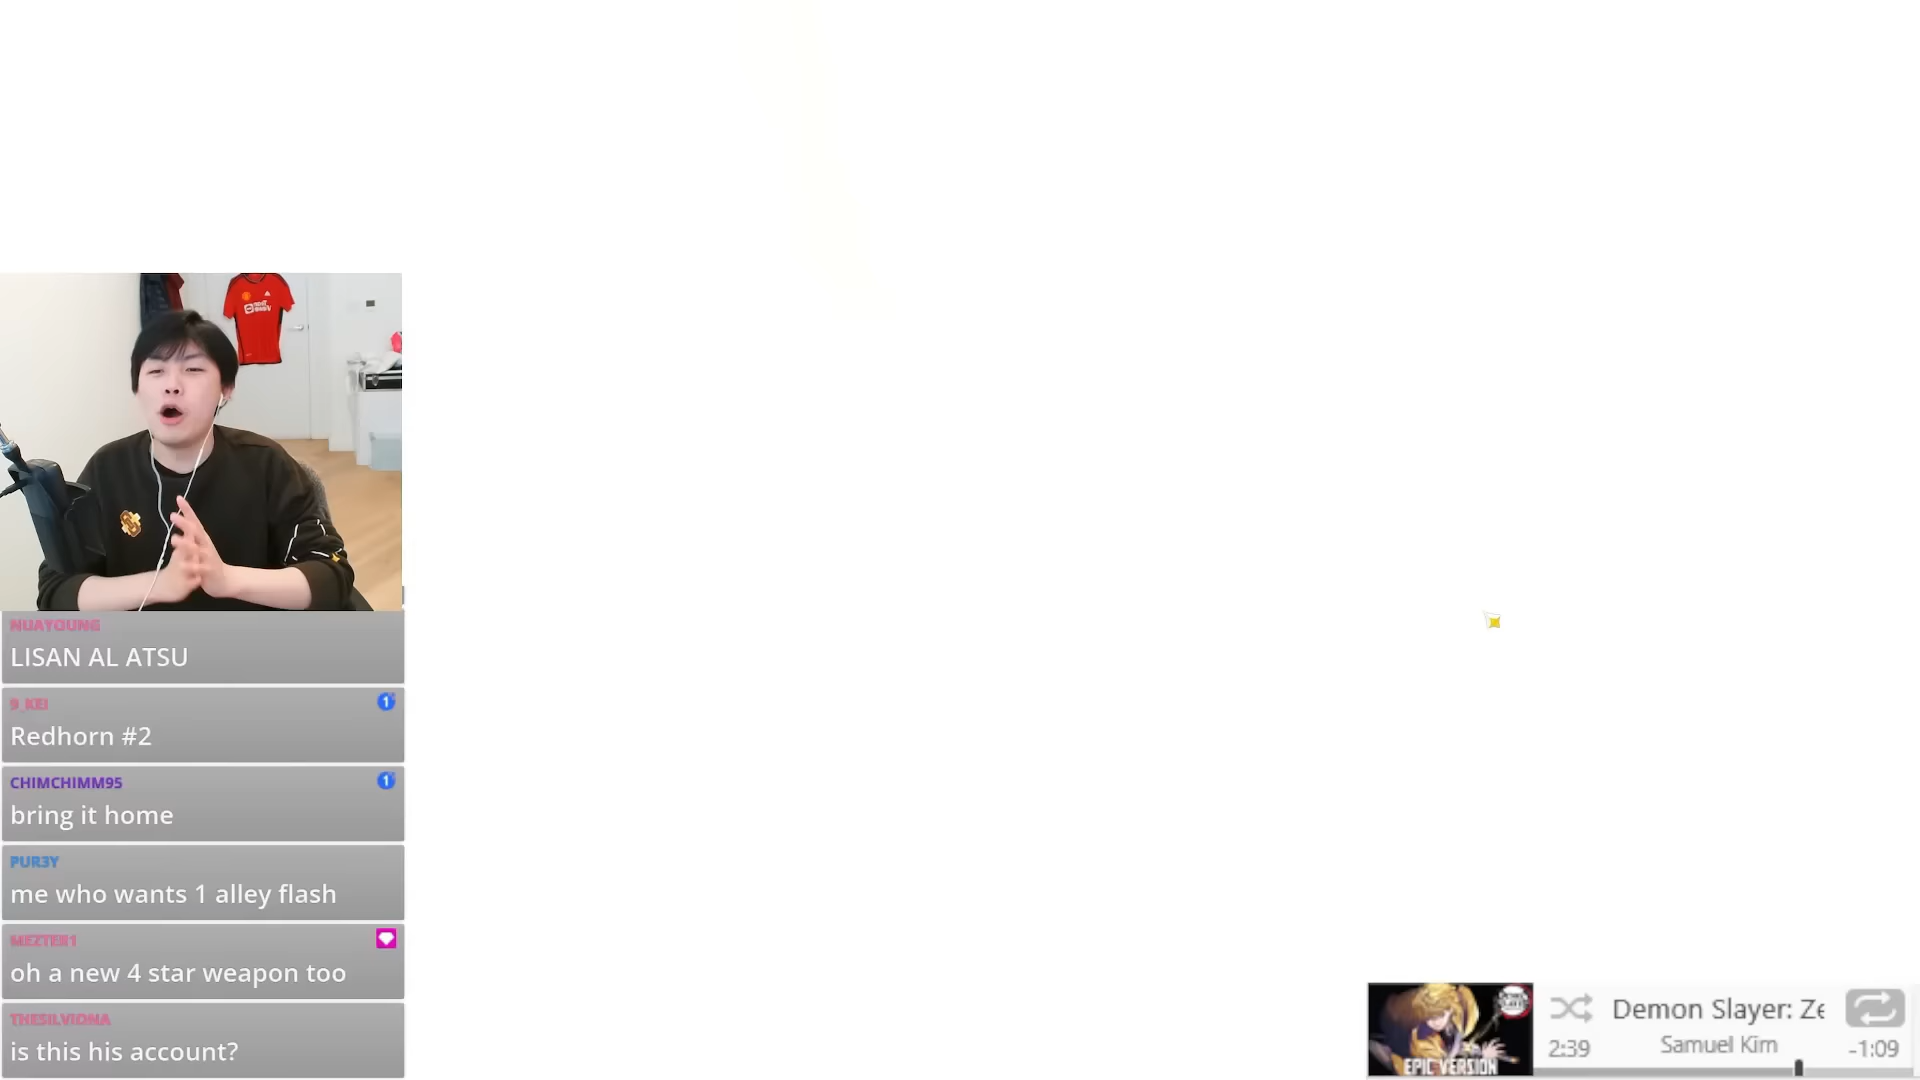 NUAYOUNG
LISAN AL ATSU
9_KEI
1
Redhorn #2
CHIMCHIMM95
1
bring it home
PUR3Y
me who wants 1 alley flash
MEZTER1
oh a new 4 star weapon too
THESILVIONA
is this his account?
EPIC VERSION
Demon Slayer: Ze
2:39
Samuel Kim
-1:09